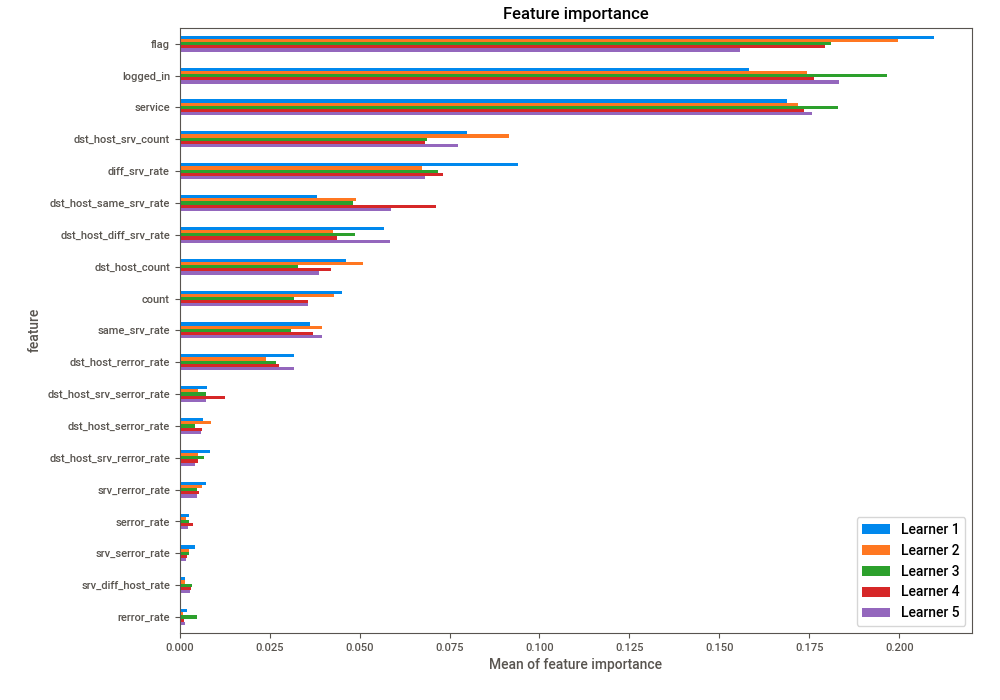 Feature importance
flag
logged_in
service
dst_host_srv_count
diff_srv_rate
dst_host_same_srv_rate
dst_host_diff_srv_rate
dst_host_count
count
same_srv_rate
dst_host_rerror_rate
dst_host_srv_serror_rate
dst_host_serror_rate
dst_host_srv_rerror_rate
srv_rerror_rate
serror_rate
srv_serror_rate
srv_diff_host_rate
rerror_rate
feature
Learner 1
Learner 2
Learner 3
Learner 4
Learner 5
0.000 0.025 0.050 0.075 0.100 0.125 0.150 0.175 0.200
Mean of feature importance